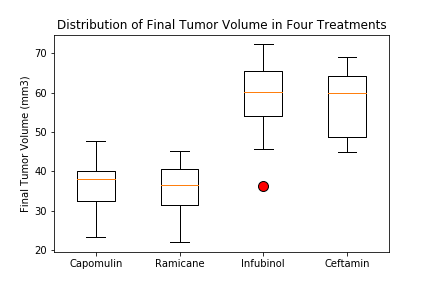 Distribution of Final Tumor Volume in Four Treatments
Final Tumor Volume (mm3)
70
60
50
40
30
20
Capomulin Ramicane Infubinol Ceftamin